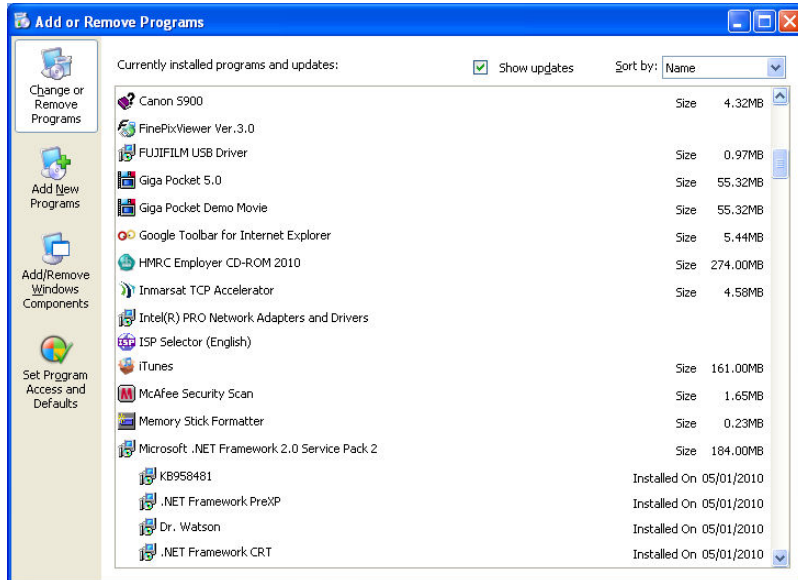 Add or Remove Programs
Currently installed programs and updates:
Show updates
Sort by: Name
Change or
Remove
Programs
Add New
Programs
Add/Remove
Windows
Components
Set Program
Access and
Defaults
Canon S900 Size 4.32MB
FinePixViewer Ver.3.0
FUJIFILM USB Driver Size 0.97MB
Giga Pocket 5.0 Size 55.32MB
Giga Pocket Demo Movie Size 55.32MB
Google Toolbar for Internet Explorer Size 5.44MB
HMRC Employer CD-ROM 2010 Size 274.00MB
Inmarsat TCP Accelerator Size 4.58MB
Intel(R) PRO Network Adapters and Drivers
ISP Selector (English)
iTunes Size 161.00MB
McAfee Security Scan Size 1.65MB
Memory Stick Formatter Size 0.23MB
Microsoft .NET Framework 2.0 Service Pack 2 Size 184.00MB
KB958481 Installed On 05/01/2010
.NET Framework PreXP Installed On 05/01/2010
Dr. Watson Installed On 05/01/2010
.NET Framework CRT Installed On 05/01/2010